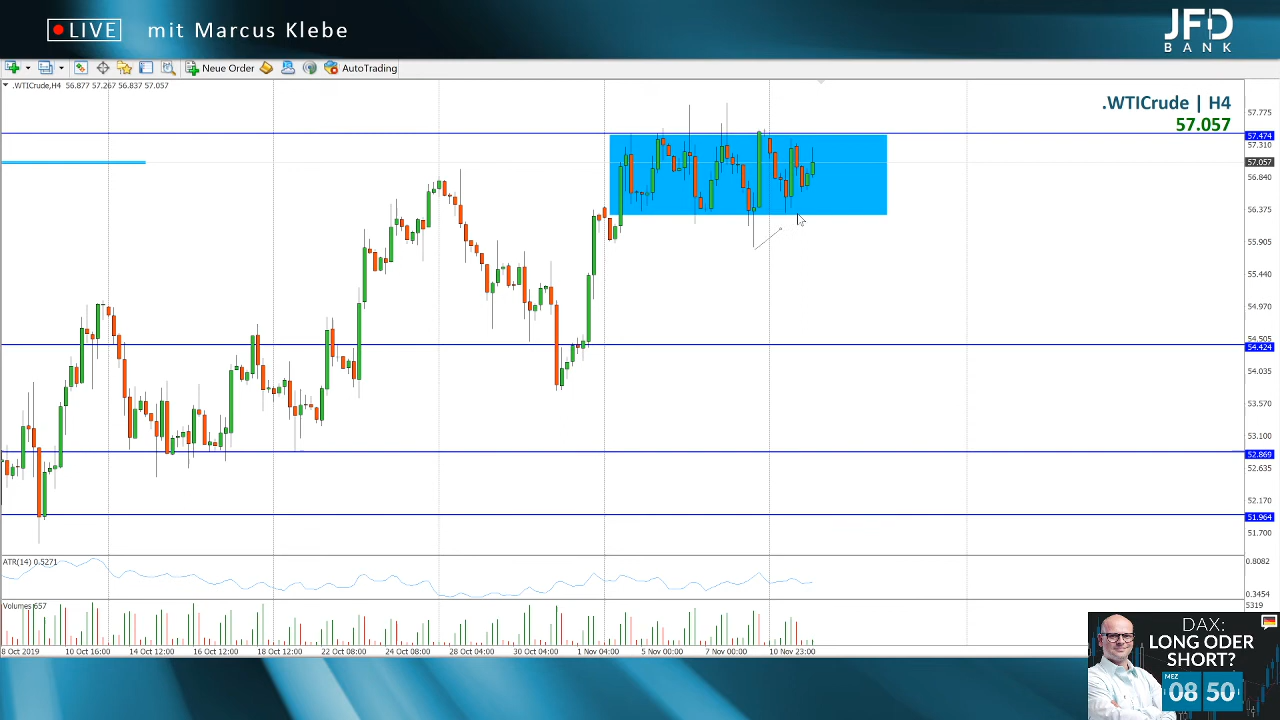 LIVE mit Marcus Klebe
JFD
BANK
New Order AutoTrading
.WTICrude,H4 56.877 57.267 56.837 57.057
.WTICrude | H4
57.057
57.775
57.474
57.310
57.057
56.840
56.375
55.905
55.440
54.970
54.505
54.424
54.035
53.570
53.100
52.869
52.635
52.170
51.964
51.700
ATR(14) 0.5271
0.8082
0.3454
Volumes 657
5319
8 Oct 2019 10 Oct 16:00 14 Oct 12:00 16 Oct 12:00 18 Oct 12:00 22 Oct 08:00 24 Oct 08:00 28 Oct 04:00 30 Oct 04:00 1 Nov 04:00 5 Nov 00:00 7 Nov 00:00 10 Nov 23:00
DAX:
LONG ODER
SHORT?
MEZ
08 50